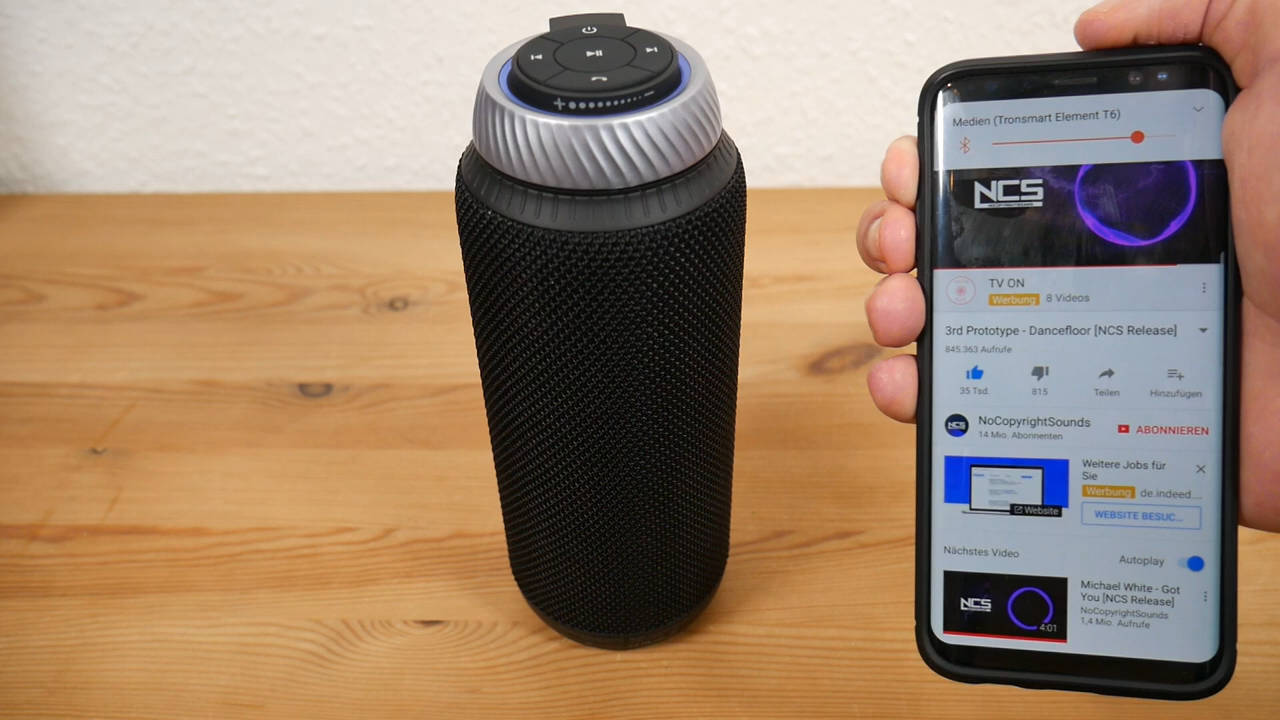 Medien (Tronsmart Element T6)
NCS
NOCOPYRIGHTSOUNDS
TV ON
Werbung 8 Videos
3rd Prototype - Dancefloor [NCS Release]
845.363 Aufrufe
35 Tsd.
815
Teilen
Hinzufügen
NCS
NoCopyrightSounds
14 Mio. Abonnenten
ABONNIEREN
Weitere Jobs für
Sie
Werbung de.indeed....
Website
WEBSITE BESUC...
Nächstes Video
Autoplay
NCS
4:01
Michael White - Got
You [NCS Release]
NoCopyrightSounds
1,4 Mio. Aufrufe